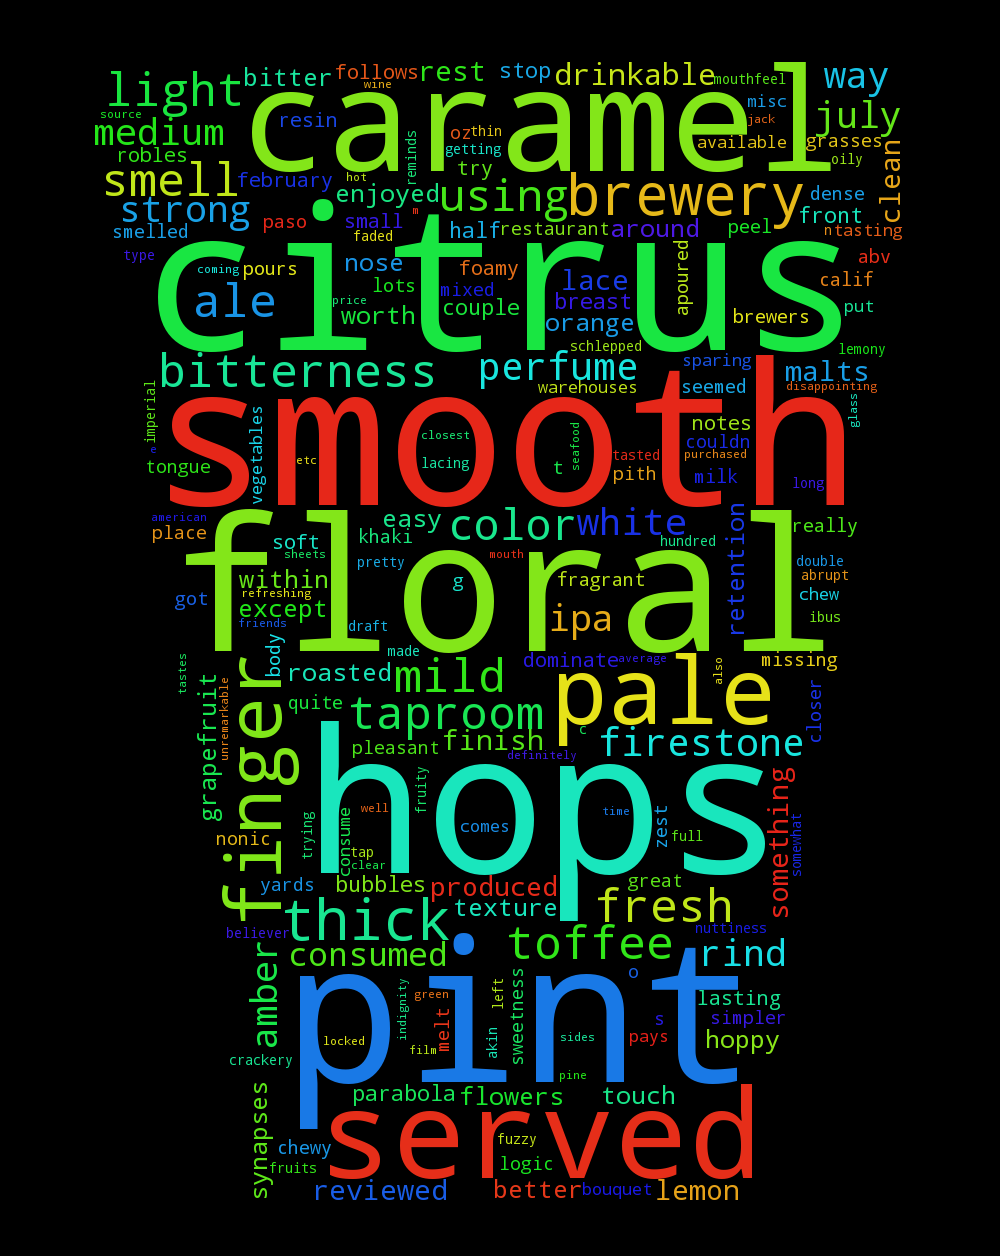 light bitter follows rest stop drinkable mouthfeel way
wine
caramel
source resin oz thin misc jack july
medium getting available grasses
robles reminds try oily
smell february hot enjoyed using brewery dense clean
strong paso small m half restaurant around peel front ntasting
smelled faded
type coming pours nose foamy lace apoured calif abv
citrus
ale price lots mixed couple breast brewers put
worth orange
schlepped lemony
bitterness perfume warehouses sparing seemed malts
disappointing
imperial vegetables notes glass
smooth
closest seafood couldn
e tongue etc lacing t tasted purchased
pith milk long
american easy color white retention
place khaki really
soft sheets mouth hundred
floral
pretty double
within g fragrant abrupt
got refreshing except chew
friends draft ipa ibus
body made dominate average also missing
tastes roasted mild pale closer
grapefruit unremarkable finger quite taproom
c firestone
pleasant finish definitely
hops
fruity something somewhat
trying consume well time zest
nonic comes full
tap
clear
yards bubbles produced great
thick texture fresh
believer nuttiness
consumed toffee rind
amber o
pint
indignity green left sweetness lasting
melt s simpler
locked akin sides pays hoppy
crackery film
pine
parabola flowers touch
synapses served
chewy fuzzy
fruits logic
reviewed better bouquet lemon